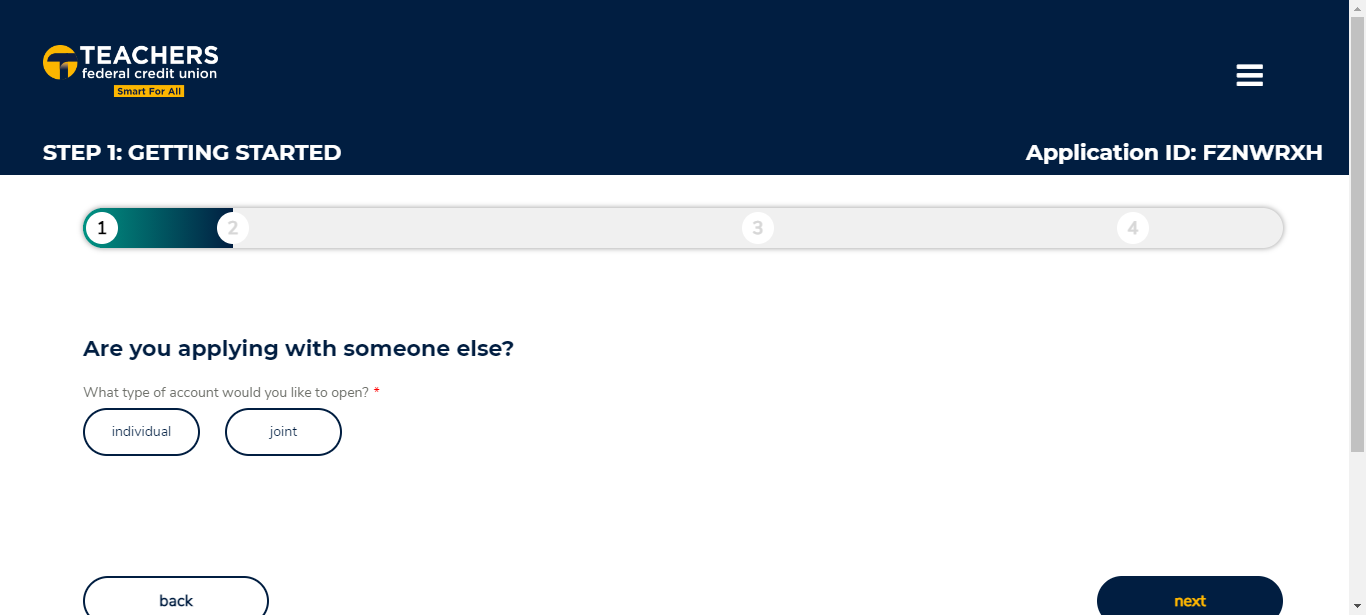 TEACHERS
federal credit union
Smart For All
STEP 1: GETTING STARTED
Application ID: FZNWRXH
1 2 3 4
Are you applying with someone else?
What type of account would you like to open? *
individual joint
back next